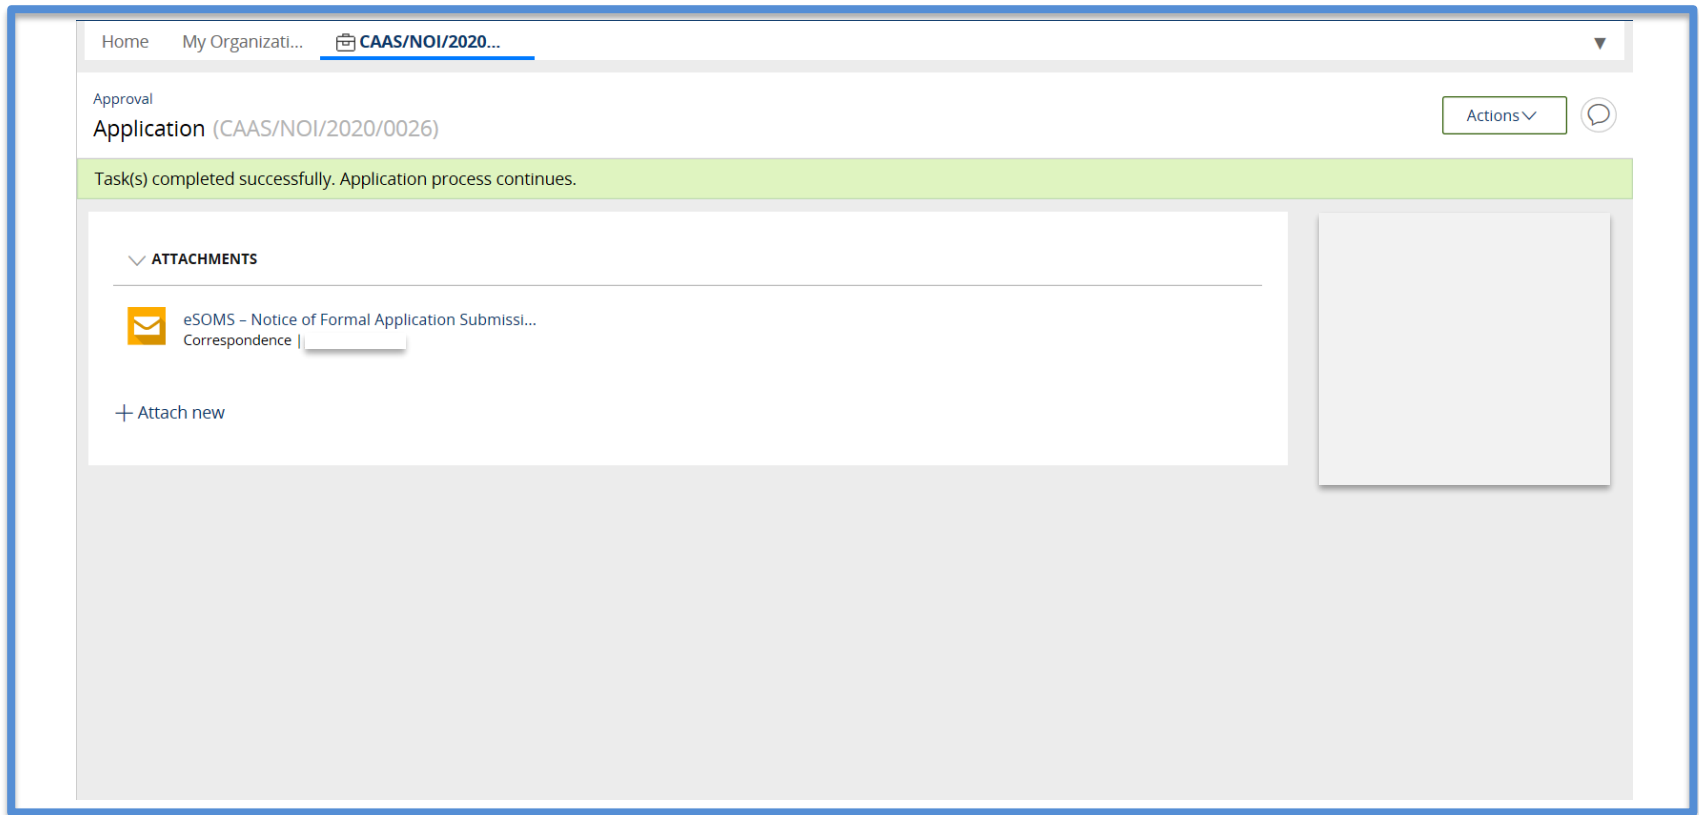 Home My Organizati... CAAS/NOI/2020...
Approval
Application (CAAS/NOI/2020/0026)
Actions
Task(s) completed successfully. Application process continues.
ATTACHMENTS
eSOMS – Notice of Formal Application Submissi...
Correspondence |
Attach new